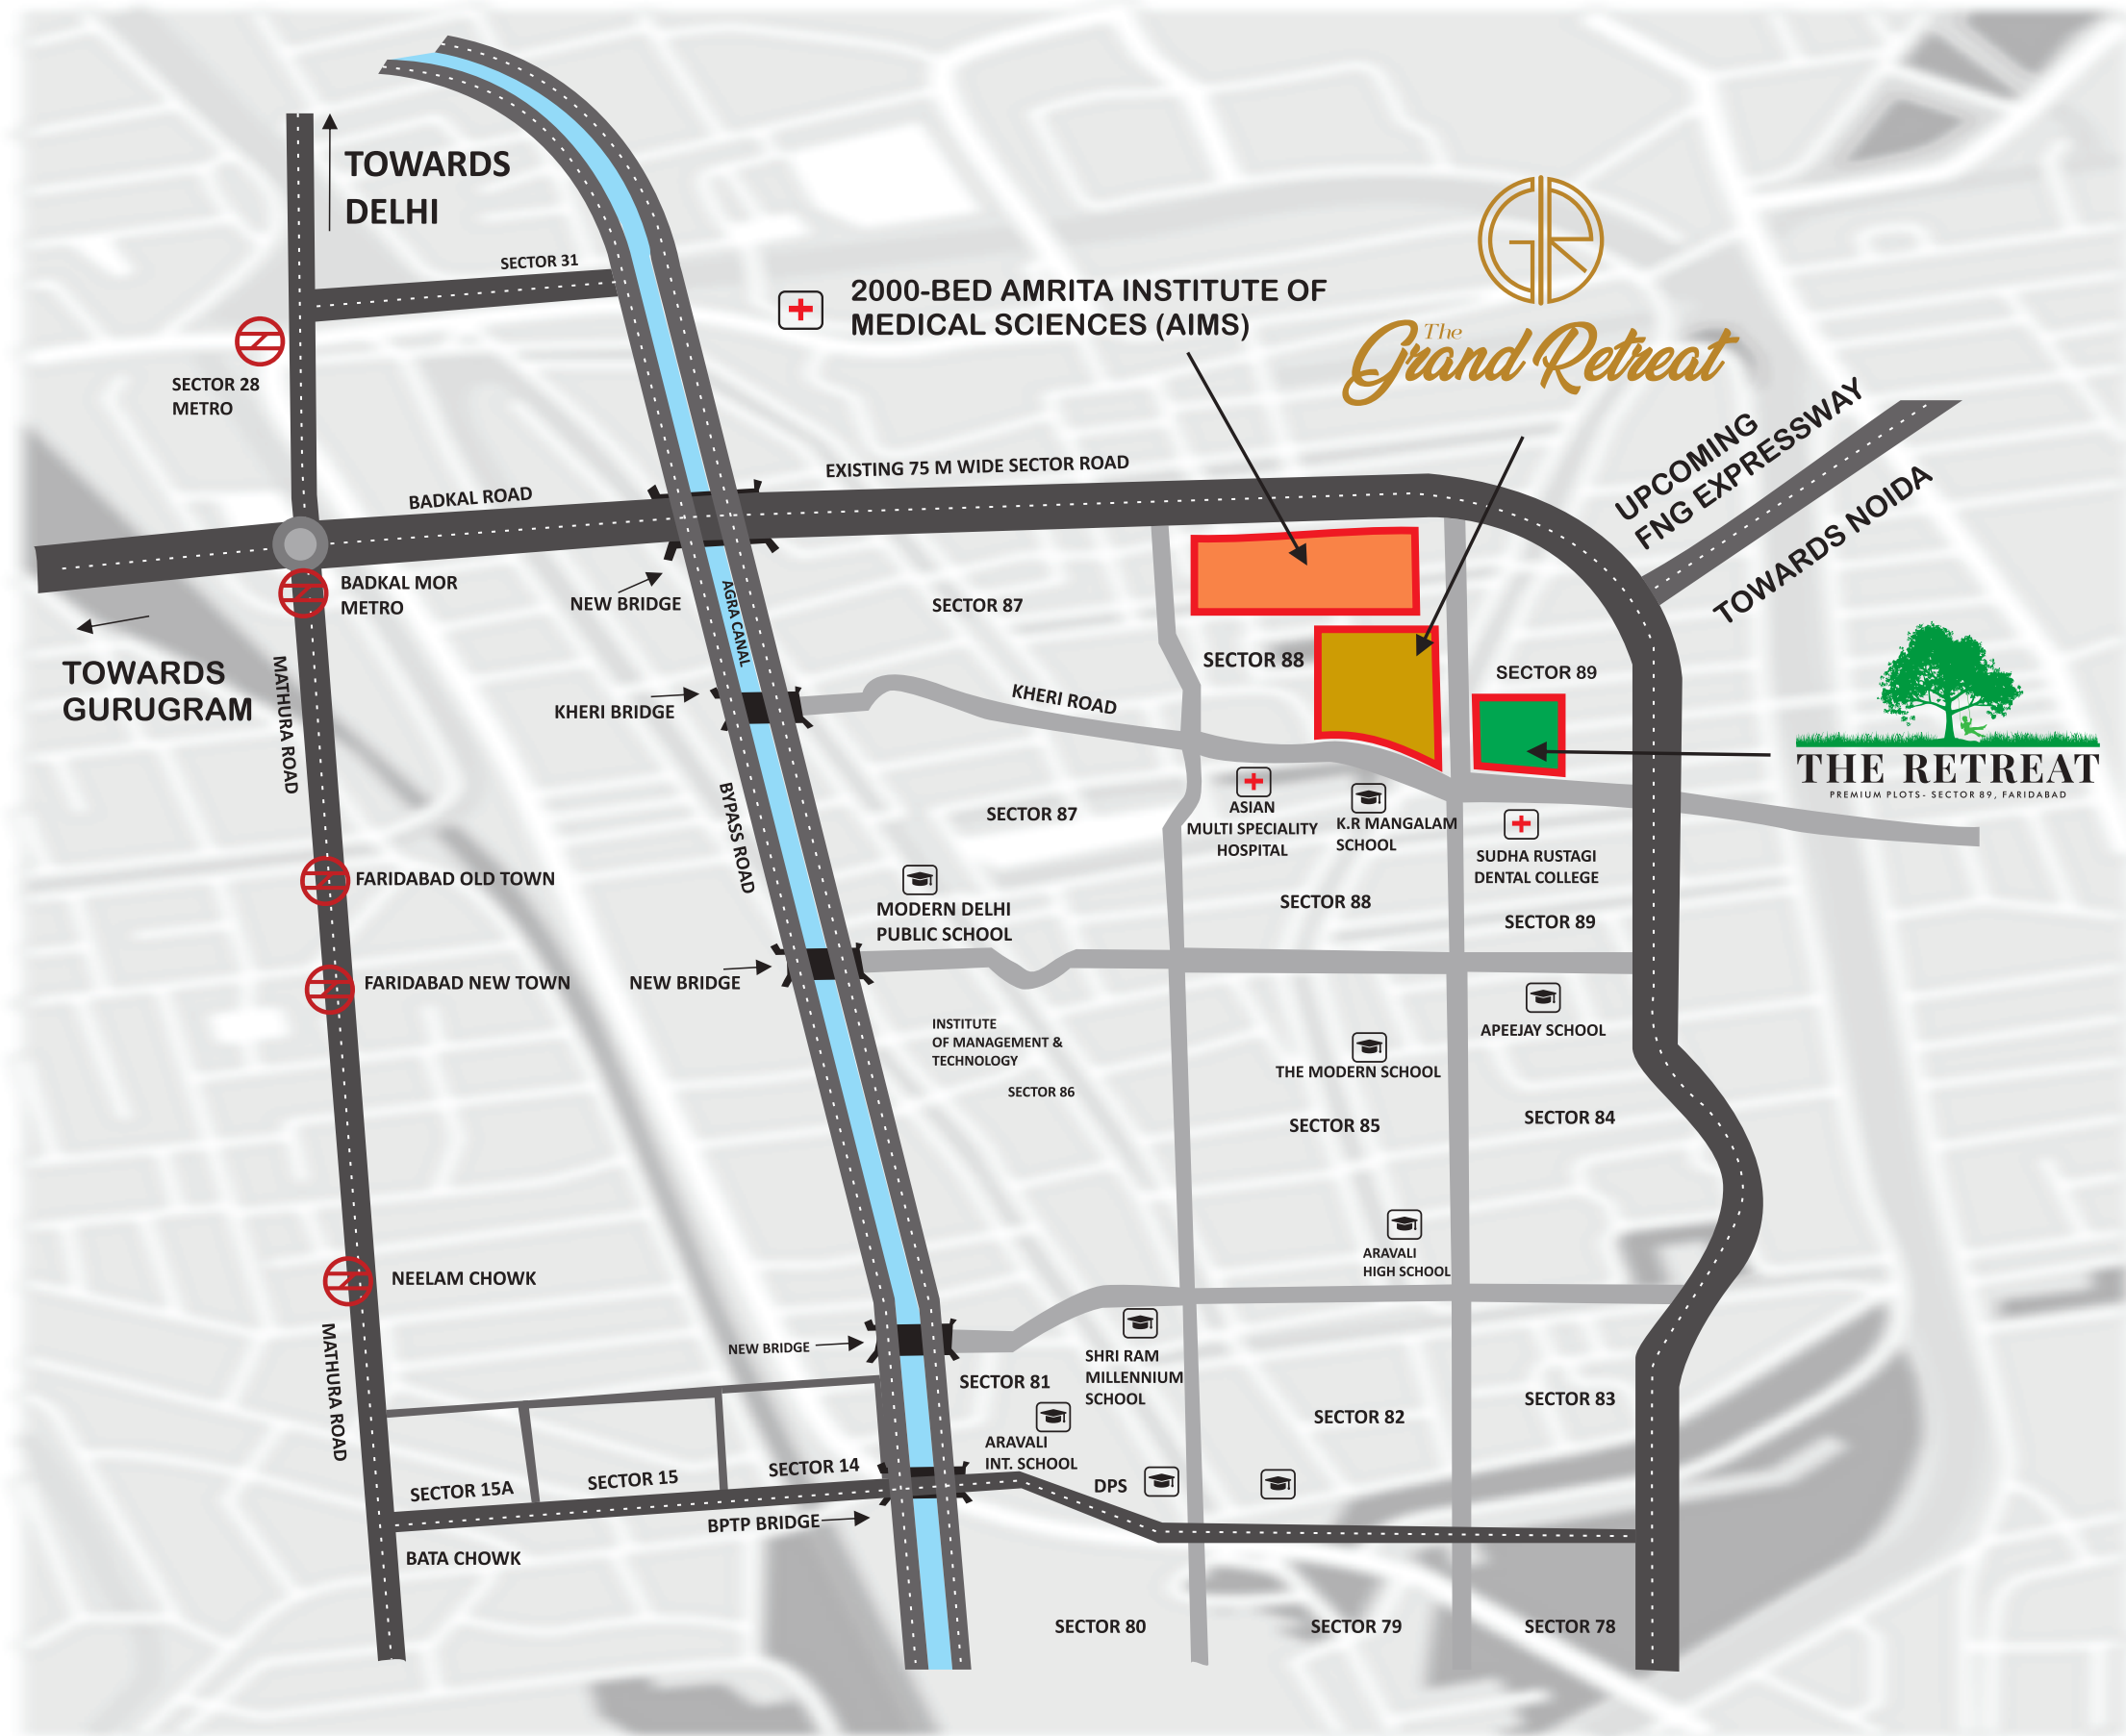 TOWARDS
DELHI
SECTOR 31
SECTOR 28
METRO
2000-BED AMRITA INSTITUTE OF
MEDICAL SCIENCES (AIMS)
GR
The
Grand Retreat
UPCOMING
FNG EXPRESSWAY
TOWARDS NOIDA
EXISTING 75 M WIDE SECTOR ROAD
BADKAL ROAD
BADKAL MOR
METRO
NEW BRIDGE
AGRA CANAL
SECTOR 87
TOWARDS
GURUGRAM
MATHURA ROAD
KHERI BRIDGE
KHERI ROAD
SECTOR 88
SECTOR 89
THE RETREAT
PREMIUM PLOTS- SECTOR 89, FARIDABAD
BYPASS ROAD
SECTOR 87
ASIAN
MULTI SPECIALITY
HOSPITAL
K.R MANGALAM
SCHOOL
SUDHA RUSTAGI
DENTAL COLLEGE
FARIDABAD OLD TOWN
MODERN DELHI
PUBLIC SCHOOL
SECTOR 88
SECTOR 89
FARIDABAD NEW TOWN
NEW BRIDGE
INSTITUTE
OF MANAGEMENT &
TECHNOLOGY
SECTOR 86
APEEJAY SCHOOL
THE MODERN SCHOOL
SECTOR 85
SECTOR 84
ARAVALI
HIGH SCHOOL
NEELAM CHOWK
MATHURA ROAD
NEW BRIDGE
SECTOR 81
SHRI RAM
MILLENNIUM
SCHOOL
SECTOR 82
SECTOR 83
ARAVALI
INT. SCHOOL
DPS
SECTOR 15A
SECTOR 15
SECTOR 14
BPTP BRIDGE
BATA CHOWK
SECTOR 80
SECTOR 79
SECTOR 78